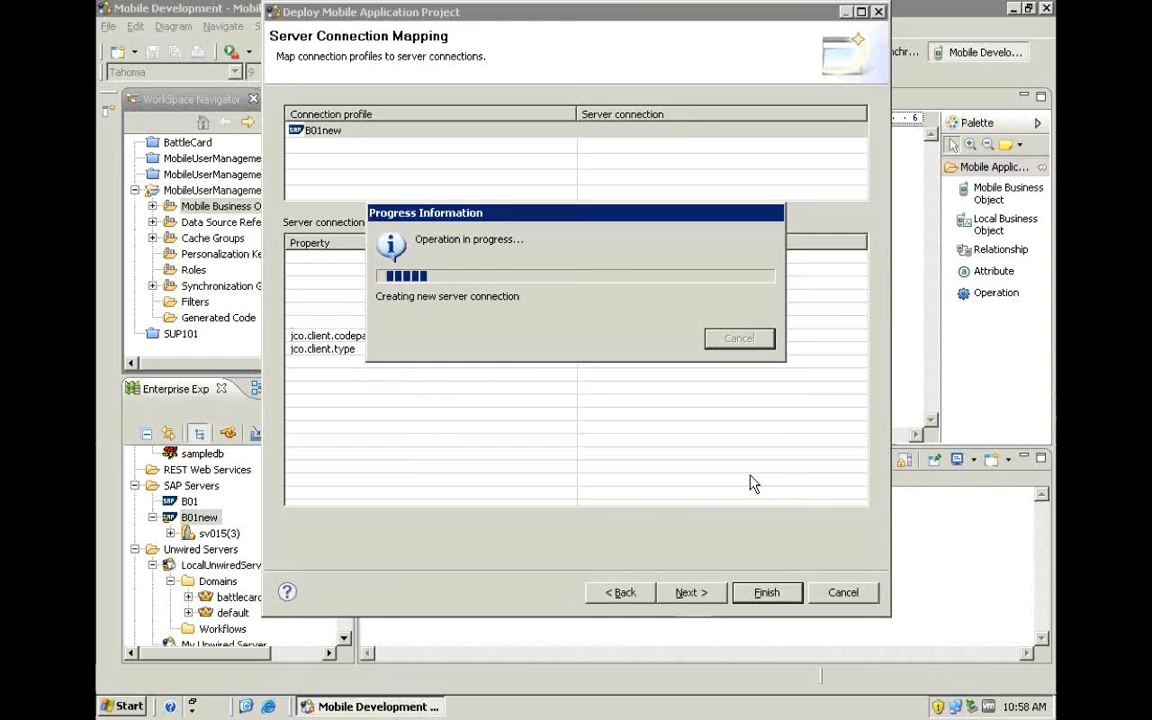 Mobile Development - Mobi
Deploy Mobile Application Project
File Edit Diagram Navigate
Server Connection Mapping
Map connection profiles to server connections.
Tahoma
9
Mobile Develo...
WorkSpace Navigator
BattleCard
MobileUserManageme
MobileUserManageme
MobileUserManageme
Mobile Business O
Data Source Refe
Cache Groups
Personalization Ke
Roles
Synchronization G
Filters
Generated Code
SUP101
Connection profile
Server connection
SAP B01new
Server connection
Property
jco.client.codepa
jco.client.type
Progress Information
Operation in progress...
Creating new server connection
Cancel
6
Palette
Mobile Applic...
Mobile Business
Object
Local Business
Object
Relationship
Attribute
Operation
Enterprise Exp
sampledb
REST Web Services
SAP Servers
SAP B01
B01new
sv015(3)
Unwired Servers
LocalUnwiredServ
Domains
battlecard
default
Workflows
My Unwired Server
? < Back Next > Finish Cancel
Start
Mobile Development ...
10:58 AM